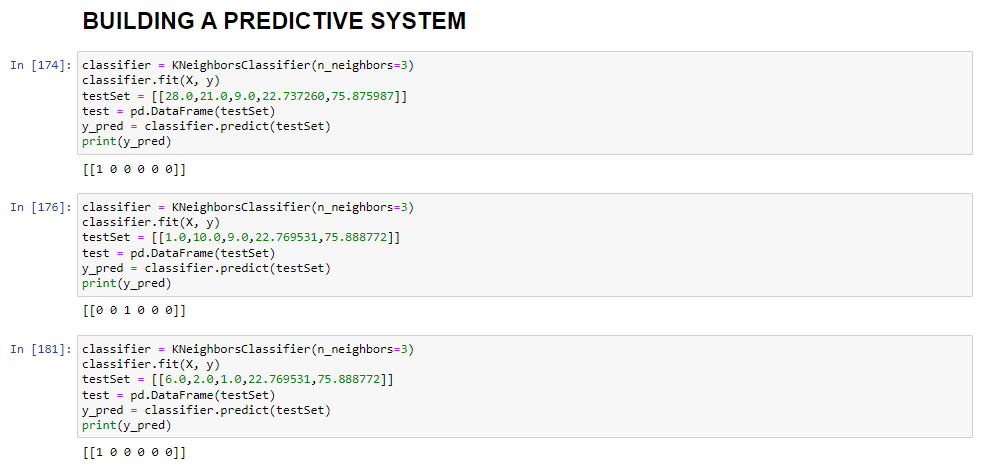 BUILDING A PREDICTIVE SYSTEM
In [174]: classifier = KNeighborsClassifier(n_neighbors=3)
classifier.fit(X, y)
testSet = [[28.0,21.0,9.0,22.737260,75.875987]]
test = pd.DataFrame(testSet)
y_pred = classifier.predict(testSet)
print(y_pred)
[[1 0 0 0 0 0]]
In [176]: classifier = KNeighborsClassifier(n_neighbors=3)
classifier.fit(X, y)
testSet = [[1.0,10.0,9.0,22.769531,75.888772]]
test = pd.DataFrame(testSet)
y_pred = classifier.predict(testSet)
print(y_pred)
[[0 0 1 0 0 0]]
In [181]: classifier = KNeighborsClassifier(n_neighbors=3)
classifier.fit(X, y)
testSet = [[6.0,2.0,1.0,22.769531,75.888772]]
test = pd.DataFrame(testSet)
y_pred = classifier.predict(testSet)
print(y_pred)
[[1 0 0 0 0 0]]